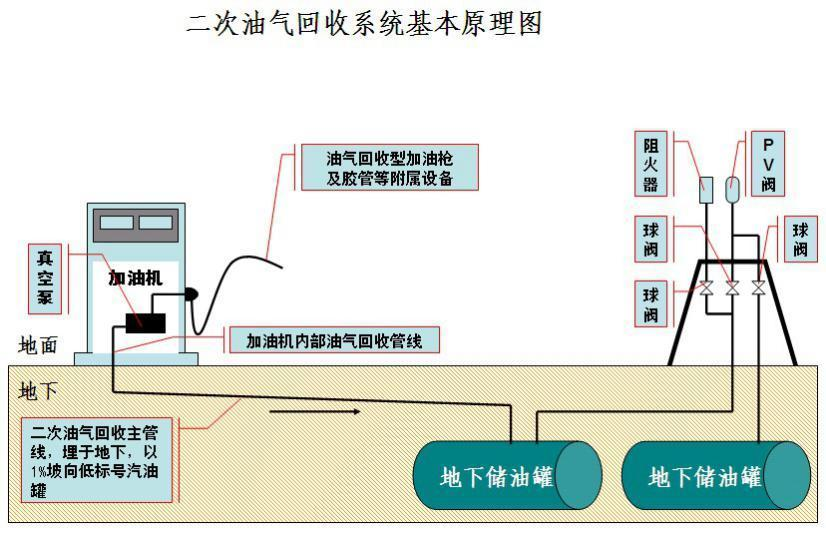 二次油气回收系统基本原理图
油气回收型加油枪
及胶管等附属设备
阻
火
器
P
V
阀
球
阀
球
阀
球
阀
真
空
泵
加油机
加油机内部油气回收管线
地面
地下
二次油气回收主管
线，埋于地下，以
1%坡向低标号汽油
罐
地下储油罐
地下储油罐